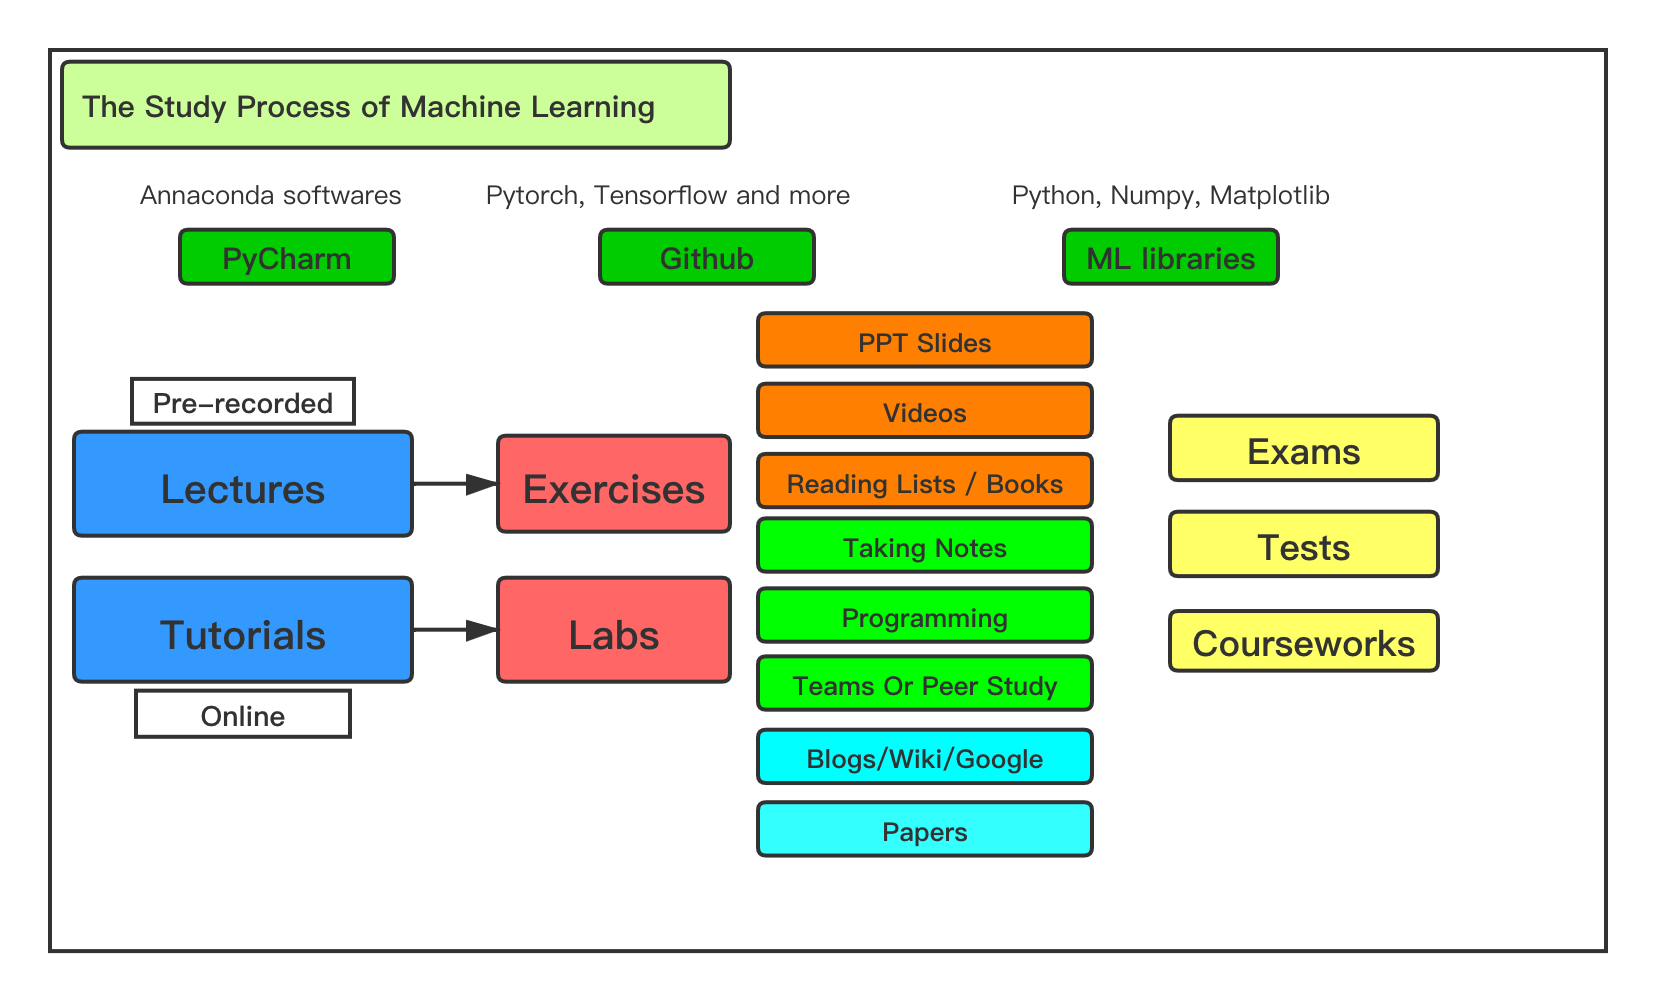 The Study Process of Machine Learning
Annaconda softwares
Pytorch, Tensorflow and more
Python, Numpy, Matplotlib
PyCharm
Github
ML libraries
Pre-recorded
Lectures
Exercises
Tutorials
Labs
Online
PPT Slides
Videos
Reading Lists / Books
Taking Notes
Programming
Teams Or Peer Study
Blogs/Wiki/Google
Papers
Exams
Tests
Courseworks